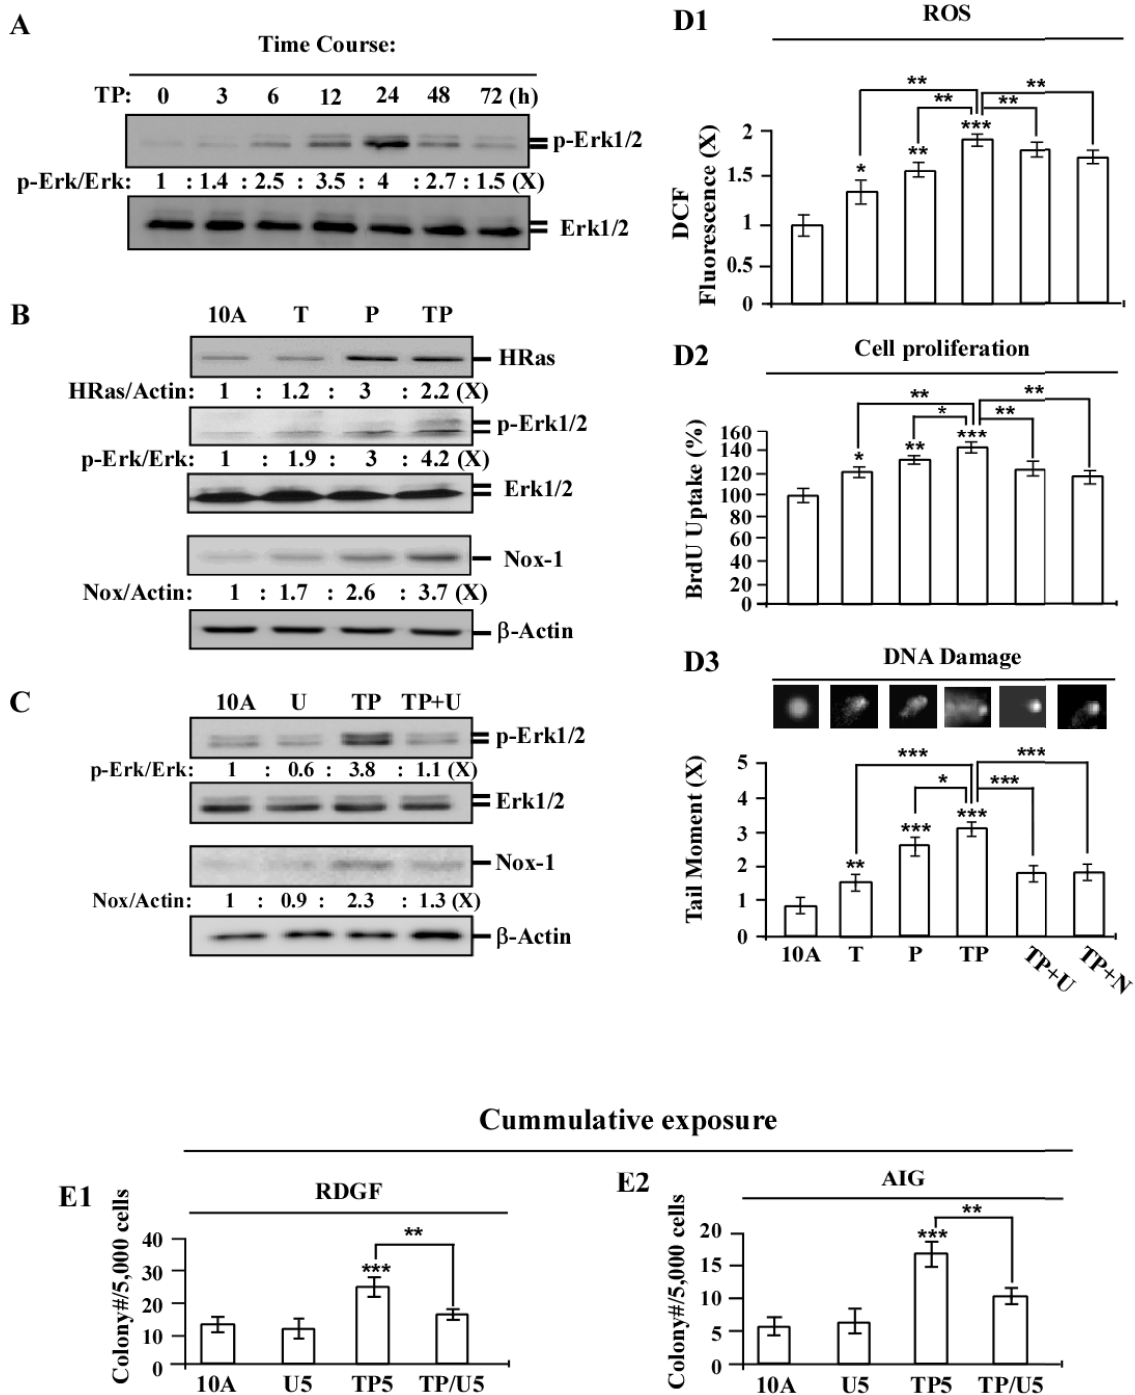 A
Time Course:
TP: 0 3 6 12 24 48 72 (h)
p-Erk1/2
p-Erk/Erk: 1 : 1.4 : 2.5 : 3.5 : 4 : 2.7 : 1.5 (X)
Erk1/2
B
10A T P TP
HRas
HRas/Actin: 1 : 1.2 : 3 : 2.2 (X)
p-Erk1/2
p-Erk/Erk: 1 : 1.9 : 3 : 4.2 (X)
Erk1/2
Nox-1
Nox/Actin: 1 : 1.7 : 2.6 : 3.7 (X)
β-Actin
C
10A U TP TP+U
p-Erk1/2
p-Erk/Erk: 1 : 0.6 : 3.8 : 1.1 (X)
Erk1/2
Nox-1
Nox/Actin: 1 : 0.9 : 2.3 : 1.3 (X)
β-Actin
D1
ROS
DCF
Fluorescence (X)
2
1.5
1
0.5
0
* ** *** ** ** ** **
D2
Cell proliferation
BrdU Uptake (%)
160
140
120
100
80
60
40
20
0
* ** *** ** * ** **
D3
DNA Damage
Tail Moment (X)
5
4
3
2
1
0
** *** *** *** * *** ***
10A T P TP TP+U TP+N
Cummulative exposure
E1
RDGF
Colony#/5,000 cells
40
30
20
10
0
*** **
10A U5 TP5 TP/U5
E2
AIG
Colony#/5,000 cells
20
15
10
5
0
*** **
10A U5 TP5 TP/U5